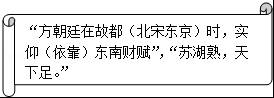 “方朝廷在故都（北宋东京）时，实
仰（依靠）东南财赋”，“苏湖熟，天
下足。”